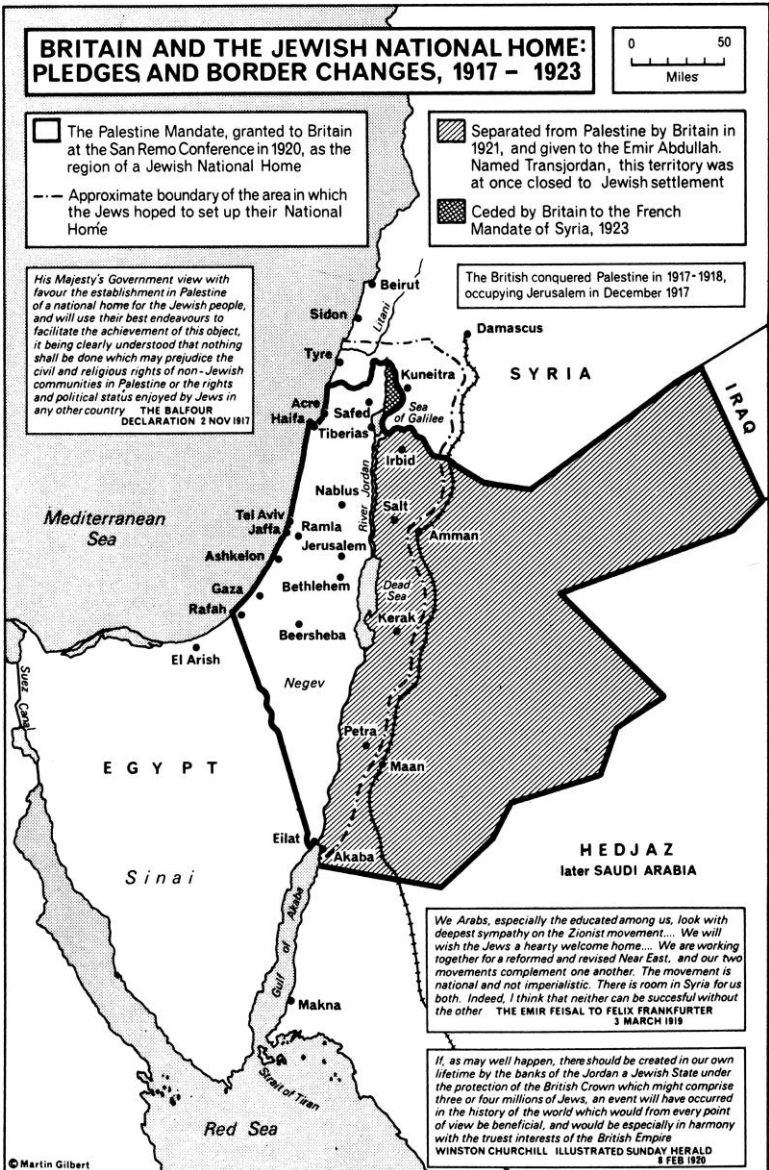 BRITAIN AND THE JEWISH NATIONAL HOME:
PLEDGES AND BORDER CHANGES, 1917 – 1923
0 50
Miles
The Palestine Mandate, granted to Britain
at the San Remo Conference in 1920, as the
region of a Jewish National Home
Approximate boundary of the area in which
the Jews hoped to set up their National
Home
Separated from Palestine by Britain in
1921, and given to the Emir Abdullah.
Named Transjordan, this territory was
at once closed to Jewish settlement
Ceded by Britain to the French
Mandate of Syria, 1923
His Majesty's Government view with
favour the establishment in Palestine
of a national home for the Jewish people,
and will use their best endeavours to
facilitate the achievement of this object,
it being clearly understood that nothing
shall be done which may prejudice the
civil and religious rights of non-Jewish
communities in Palestine or the rights
and political status enjoyed by Jews in
any other country THE BALFOUR
DECLARATION 2 NOV 1917
The British conquered Palestine in 1917-1918,
occupying Jerusalem in December 1917
Beirut
Sidon
Litani
Damascus
Tyre
SYRIA
Kuneitra
IRAQ
Acre
Safed
Sea
of Galilee
Haifa
Tiberias
Irbid
River Jordan
Nablus
Salt
Mediterranean
Sea
Tel Aviv
Jaffa
Ramla
Amman
Jerusalem
Ashkelon
Dead
Sea
Gaza
Bethlehem
Rafah
Kerak
Beersheba
El Arish
Negev
Suez Canal
Petra
EGYPT
Maan
Eilat
Akaba
HEDJAZ
later SAUDI ARABIA
Sinai
Gulf of Akaba
We Arabs, especially the educated among us, look with
deepest sympathy on the Zionist movement.... We will
wish the Jews a hearty welcome home.... We are working
together for a reformed and revised Near East, and our two
movements complement one another. The movement is
national and not imperialistic. There is room in Syria for us
both. Indeed, I think that neither can be succesful without
the other THE EMIR FEISAL TO FELIX FRANKFURTER
3 MARCH 1919
Makna
Strait of Tiran
Red Sea
If, as may well happen, there should be created in our own
lifetime by the banks of the Jordan a Jewish State under
the protection of the British Crown which might comprise
three or four millions of Jews, an event will have occurred
in the history of the world which would from every point
of view be beneficial, and would be especially in harmony
with the truest interests of the British Empire
WINSTON CHURCHILL ILLUSTRATED SUNDAY HERALD
8 FEB 1920
© Martin Gilbert